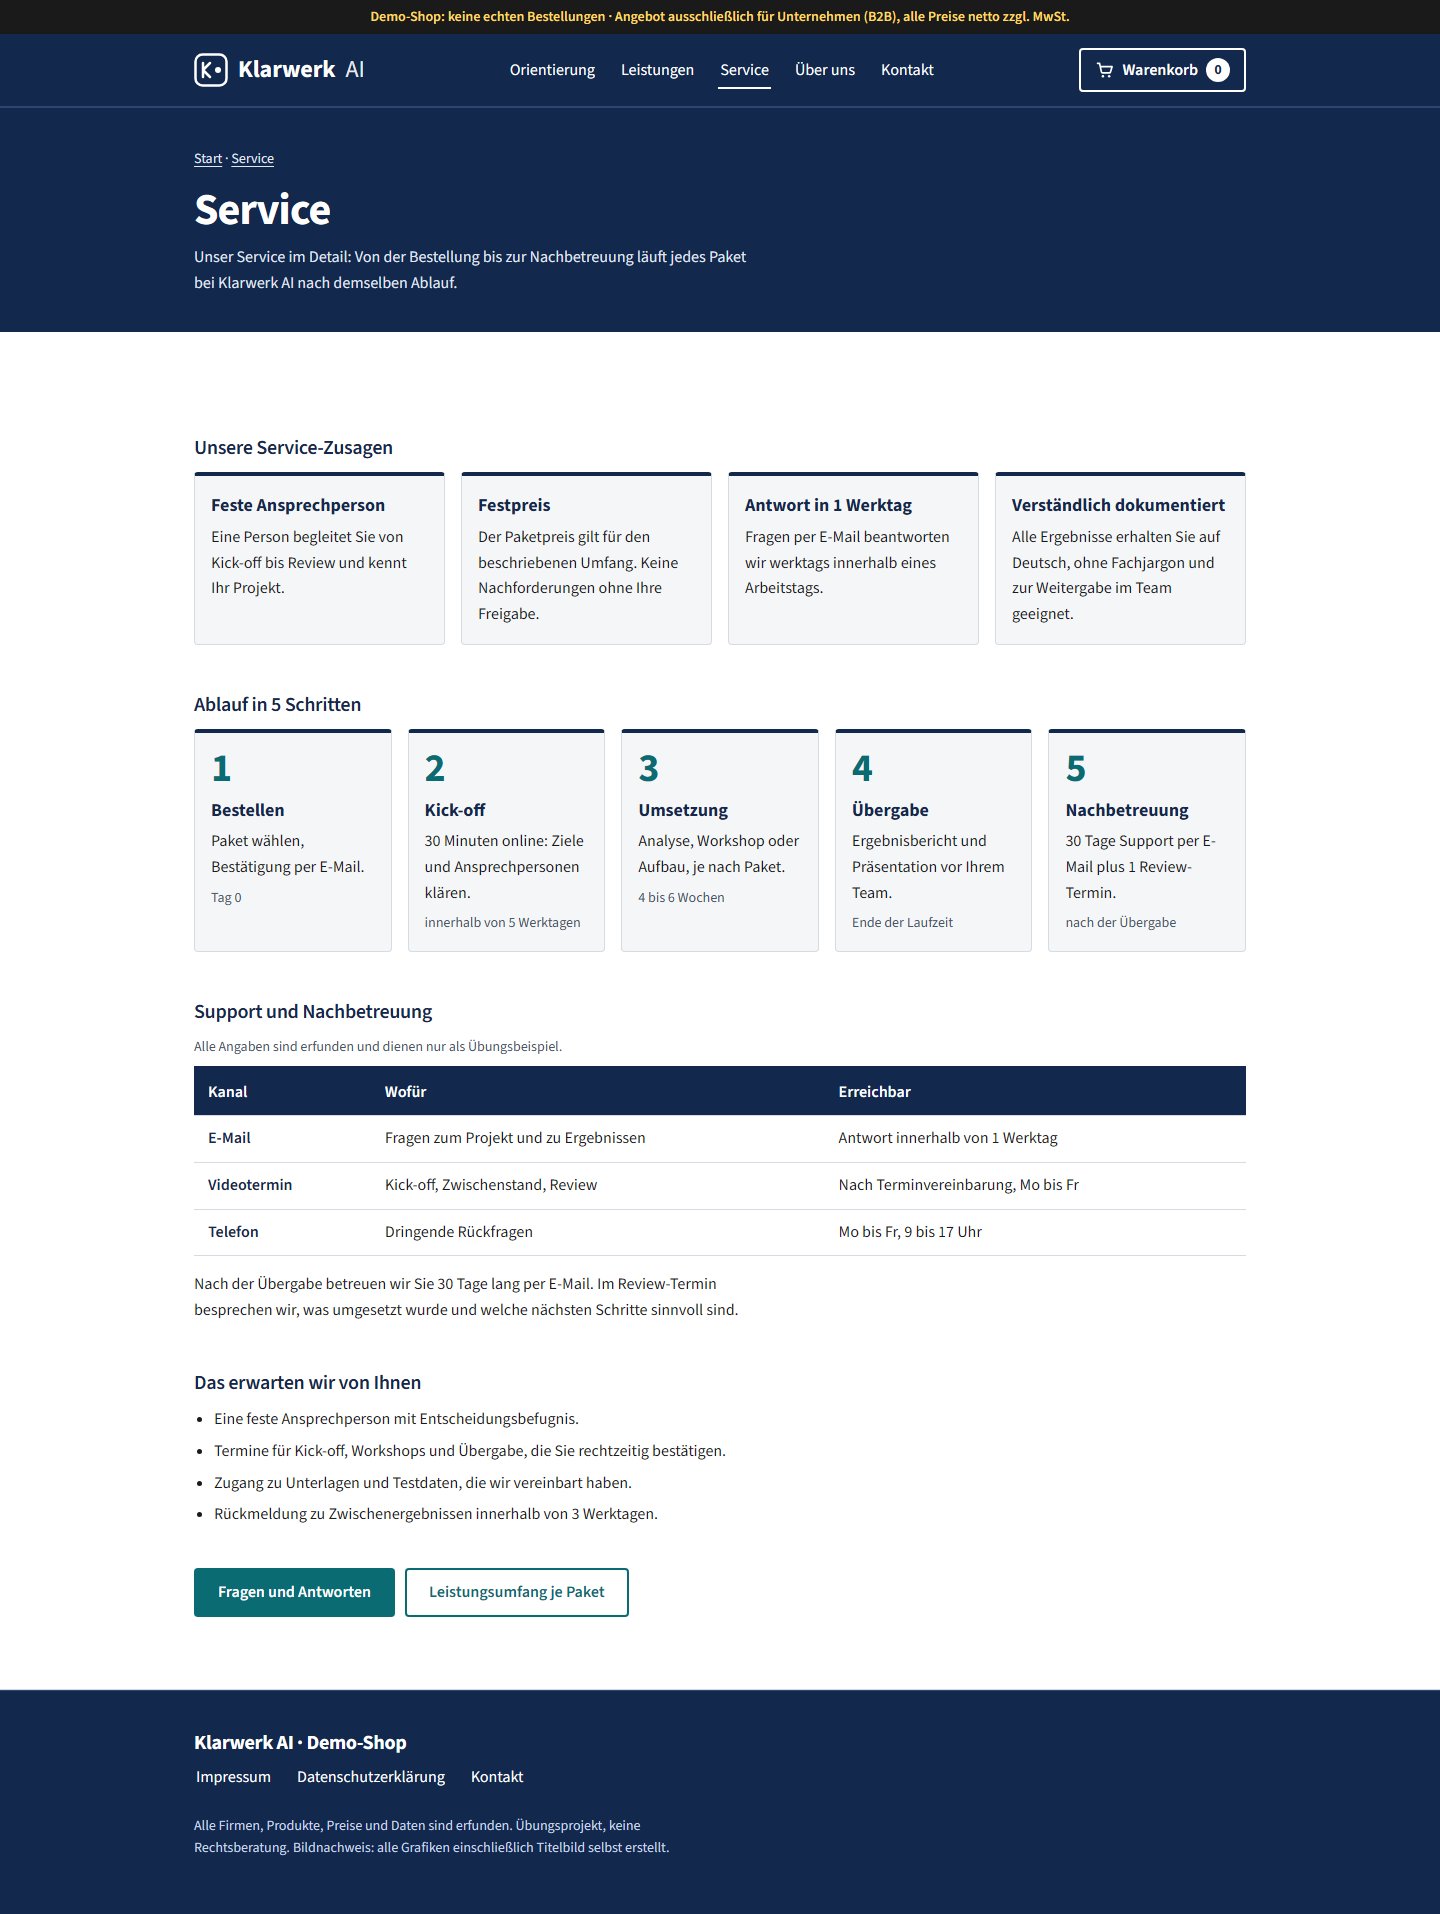 Demo-Shop: keine echten Bestellungen · Angebot ausschließlich für Unternehmen (B2B), alle Preise netto zzgl. MwSt.
K Klarwerk AI
Orientierung Leistungen Service Über uns Kontakt
Warenkorb 0
Start · Service
Service
Unser Service im Detail: Von der Bestellung bis zur Nachbetreuung läuft jedes Paket
bei Klarwerk AI nach demselben Ablauf.
Unsere Service-Zusagen
Feste Ansprechperson
Eine Person begleitet Sie von
Kick-off bis Review und kennt
Ihr Projekt.
Festpreis
Der Paketpreis gilt für den
beschriebenen Umfang. Keine
Nachforderungen ohne Ihre
Freigabe.
Antwort in 1 Werktag
Fragen per E-Mail beantworten
wir werktags innerhalb eines
Arbeitstags.
Verständlich dokumentiert
Alle Ergebnisse erhalten Sie auf
Deutsch, ohne Fachjargon und
zur Weitergabe im Team
geeignet.
Ablauf in 5 Schritten
1
Bestellen
Paket wählen,
Bestätigung per E-Mail.
Tag 0
2
Kick-off
30 Minuten online: Ziele
und Ansprechpersonen
klären.
innerhalb von 5 Werktagen
3
Umsetzung
Analyse, Workshop oder
Aufbau, je nach Paket.
4 bis 6 Wochen
4
Übergabe
Ergebnisbericht und
Präsentation vor Ihrem
Team.
Ende der Laufzeit
5
Nachbetreuung
30 Tage Support per E-
Mail plus 1 Review-
Termin.
nach der Übergabe
Support und Nachbetreuung
Alle Angaben sind erfunden und dienen nur als Übungsbeispiel.
Kanal Wofür Erreichbar
E-Mail Fragen zum Projekt und zu Ergebnissen Antwort innerhalb von 1 Werktag
Videotermin Kick-off, Zwischenstand, Review Nach Terminvereinbarung, Mo bis Fr
Telefon Dringende Rückfragen Mo bis Fr, 9 bis 17 Uhr
Nach der Übergabe betreuen wir Sie 30 Tage lang per E-Mail. Im Review-Termin
besprechen wir, was umgesetzt wurde und welche nächsten Schritte sinnvoll sind.
Das erwarten wir von Ihnen
• Eine feste Ansprechperson mit Entscheidungsbefugnis.
• Termine für Kick-off, Workshops und Übergabe, die Sie rechtzeitig bestätigen.
• Zugang zu Unterlagen und Testdaten, die wir vereinbart haben.
• Rückmeldung zu Zwischenergebnissen innerhalb von 3 Werktagen.
Fragen und Antworten
Leistungsumfang je Paket
Klarwerk AI · Demo-Shop
Impressum Datenschutzerklärung Kontakt
Alle Firmen, Produkte, Preise und Daten sind erfunden. Übungsprojekt, keine
Rechtsberatung. Bildnachweis: alle Grafiken einschließlich Titelbild selbst erstellt.